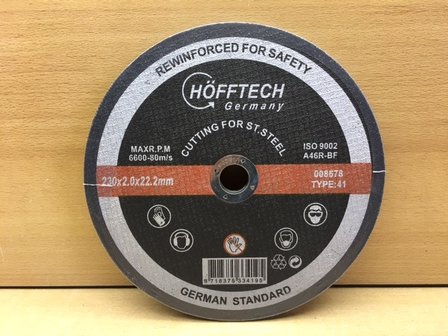 REWINFORCED FOR SAFETY
HÖFFTECH
Germany
CUTTING FOR ST.STEEL
MAXR.P.M
6600-80m/s
ISO 9002
A46R-BF
230x2.0x22.2mm
008678
TYPE:41
8718375334195
GERMAN STANDARD